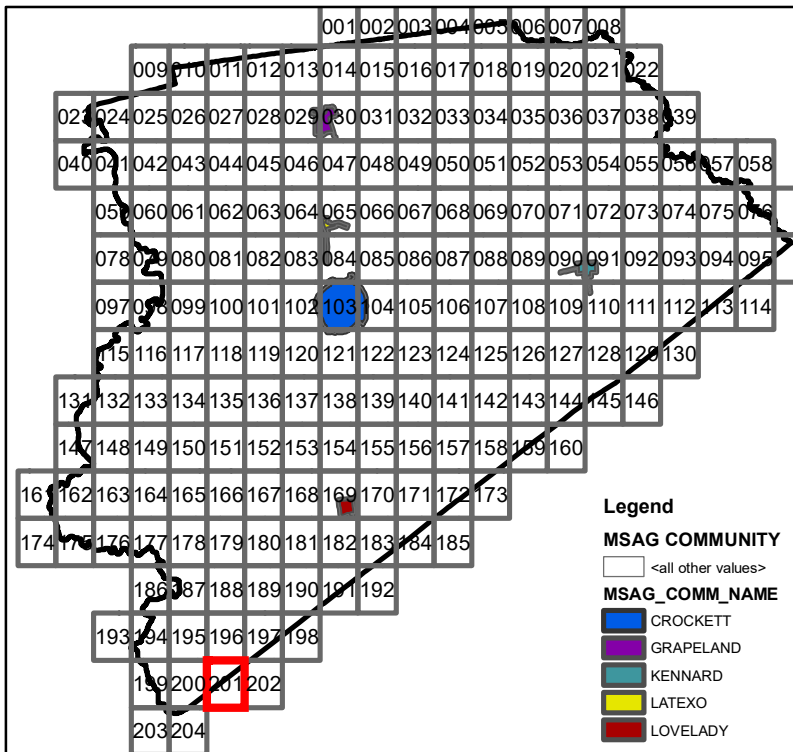 001 002 003 004 005 006 007 008
009 010 011 012 013 014 015 016 017 018 019 020 021 022
023 024 025 026 027 028 029 030 031 032 033 034 035 036 037 038 039
040 041 042 043 044 045 046 047 048 049 050 051 052 053 054 055 056 057 058
059 060 061 062 063 064 065 066 067 068 069 070 071 072 073 074 075 076
078 079 080 081 082 083 084 085 086 087 088 089 090 091 092 093 094 095
097 098 099 100 101 102 103 104 105 106 107 108 109 110 111 112 113 114
115 116 117 118 119 120 121 122 123 124 125 126 127 128 129 130
131 132 133 134 135 136 137 138 139 140 141 142 143 144 145 146
147 148 149 150 151 152 153 154 155 156 157 158 159 160
161 162 163 164 165 166 167 168 169 170 171 172 173
174 175 176 177 178 179 180 181 182 183 184 185
186 187 188 189 190 191 192
193 194 195 196 197 198
199 200 201 202
203 204
Legend
MSAG COMMUNITY
<all other values>
MSAG_COMM_NAME
CROCKETT
GRAPELAND
KENNARD
LATEXO
LOVELADY